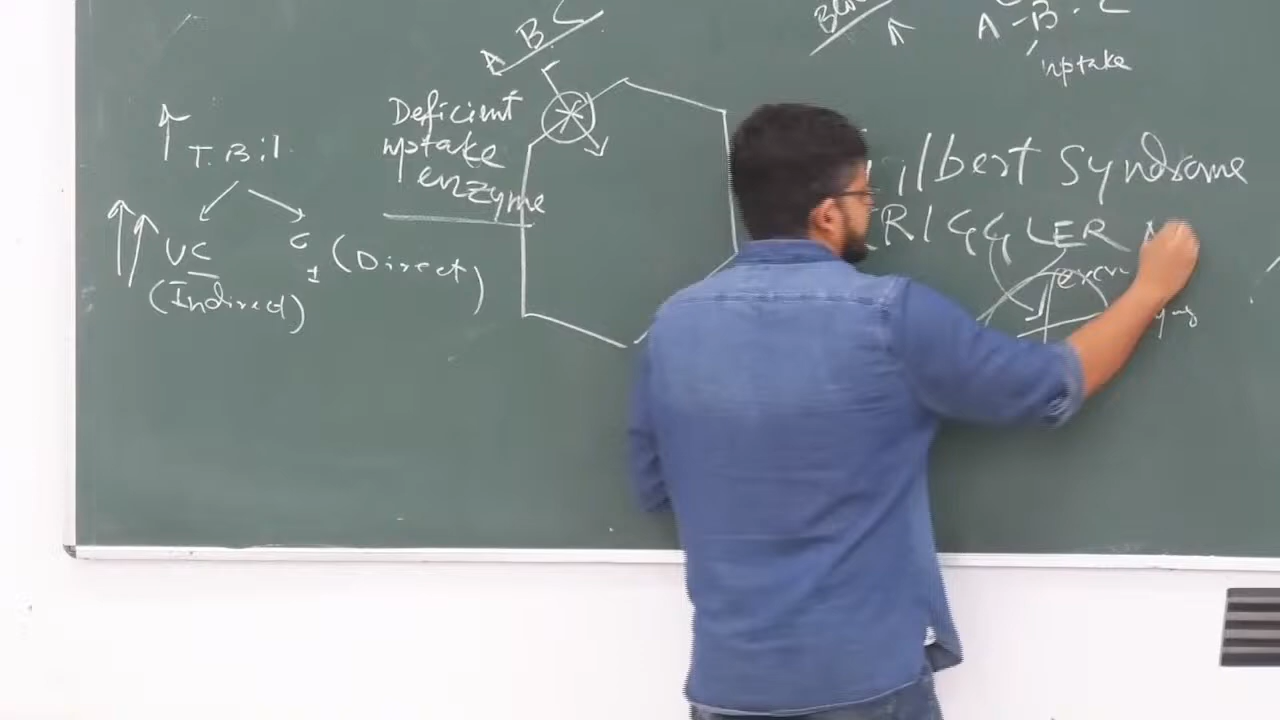 A B C
A - B . C
uptake
↑ T. Bil
Deficient
uptake
enzyme
↑↑ UC
(Indirect)
C ± (Direct)
ilbert Syndrome
RIGGLER